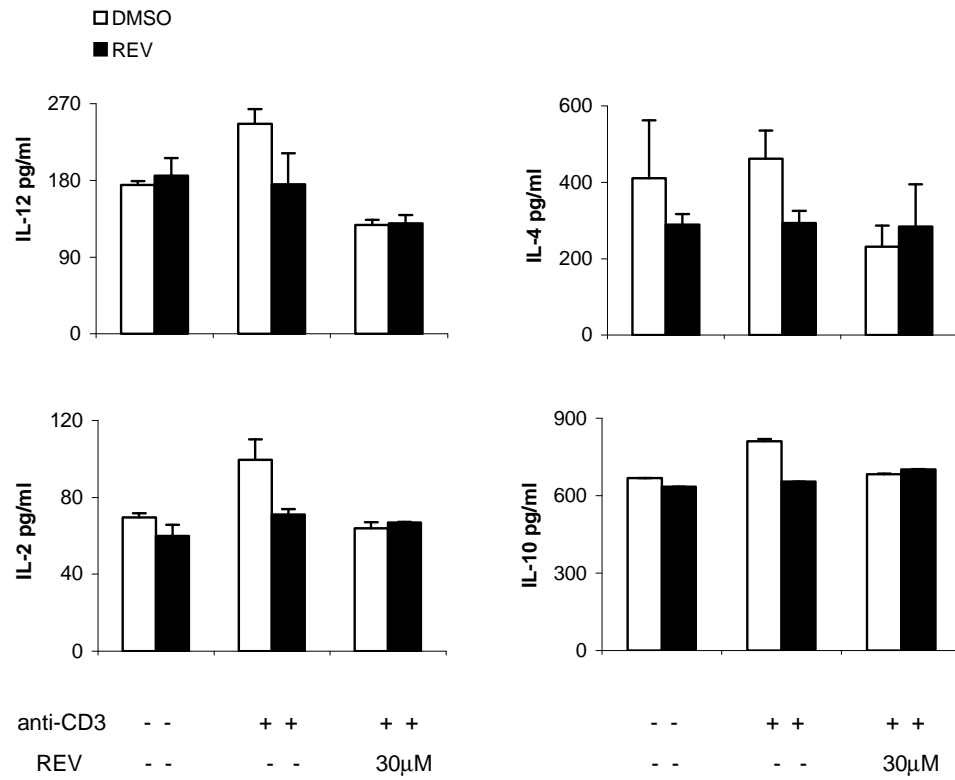 DMSO
REV
270
180
90
0
IL-12 pg/ml
600
400
200
0
IL-4 pg/ml
120
80
40
0
IL-2 pg/ml
900
600
300
0
IL-10 pg/ml
anti-CD3 - - + + + + - - + + + +
REV - - - - 30μM - - - - 30μM